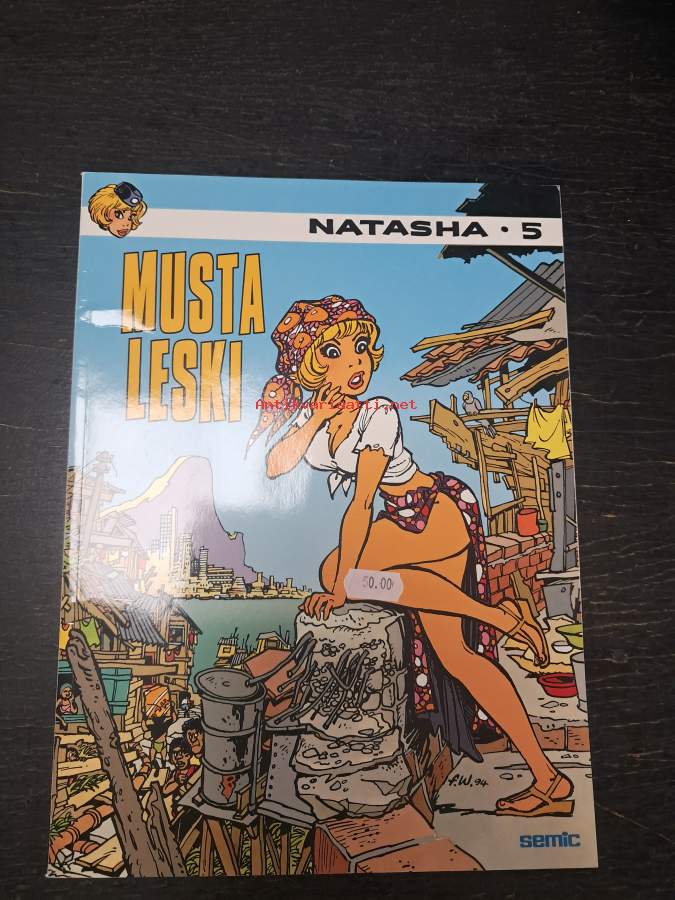 NATASHA • 5
MUSTA
LESKI
Antikvariaatti.net
50.00
F.W. 94
semic